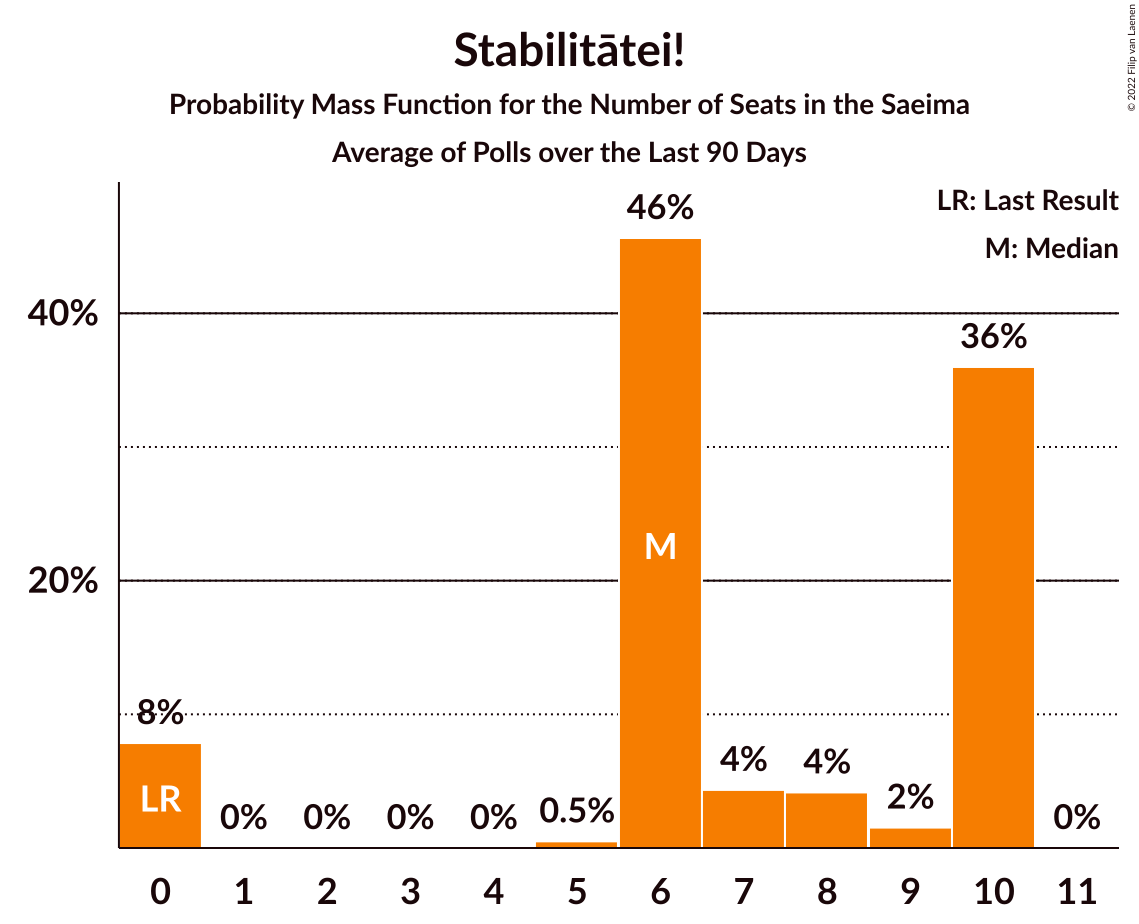 Stabilitātei!
Probability Mass Function for the Number of Seats in the Saeima
Average of Polls over the Last 90 Days
© 2022 Filip van Laenen
LR: Last Result
M: Median
46%
40%
36%
M
20%
8%
LR
0%
0%
0%
0%
0.5%
4%
4%
2%
0%
0 1 2 3 4 5 6 7 8 9 10 11